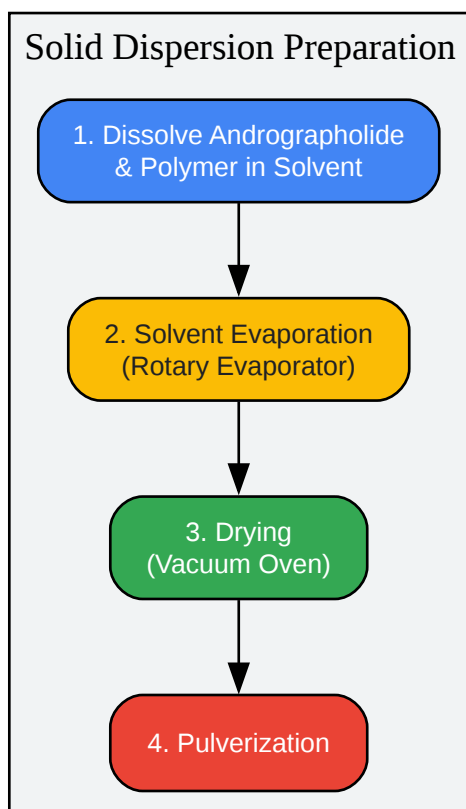 Solid Dispersion Preparation
1. Dissolve Andrographolide
& Polymer in Solvent
2. Solvent Evaporation
(Rotary Evaporator)
3. Drying
(Vacuum Oven)
4. Pulverization